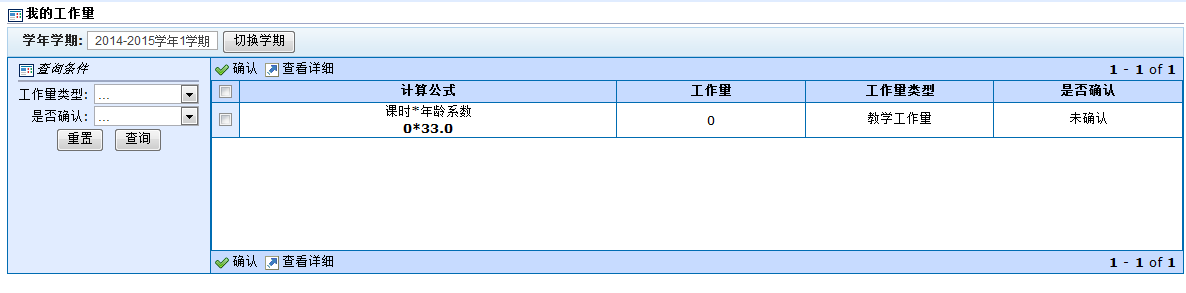 我的工作量
学年学期: 2014-2015学年1学期 切换学期
查询条件
工作量类型: ...
是否确认: ...
重置 查询
确认 查看详细 1 - 1 of 1
计算公式 工作量 工作量类型 是否确认
课时*年龄系数
0*33.0 0 教学工作量 未确认
确认 查看详细 1 - 1 of 1